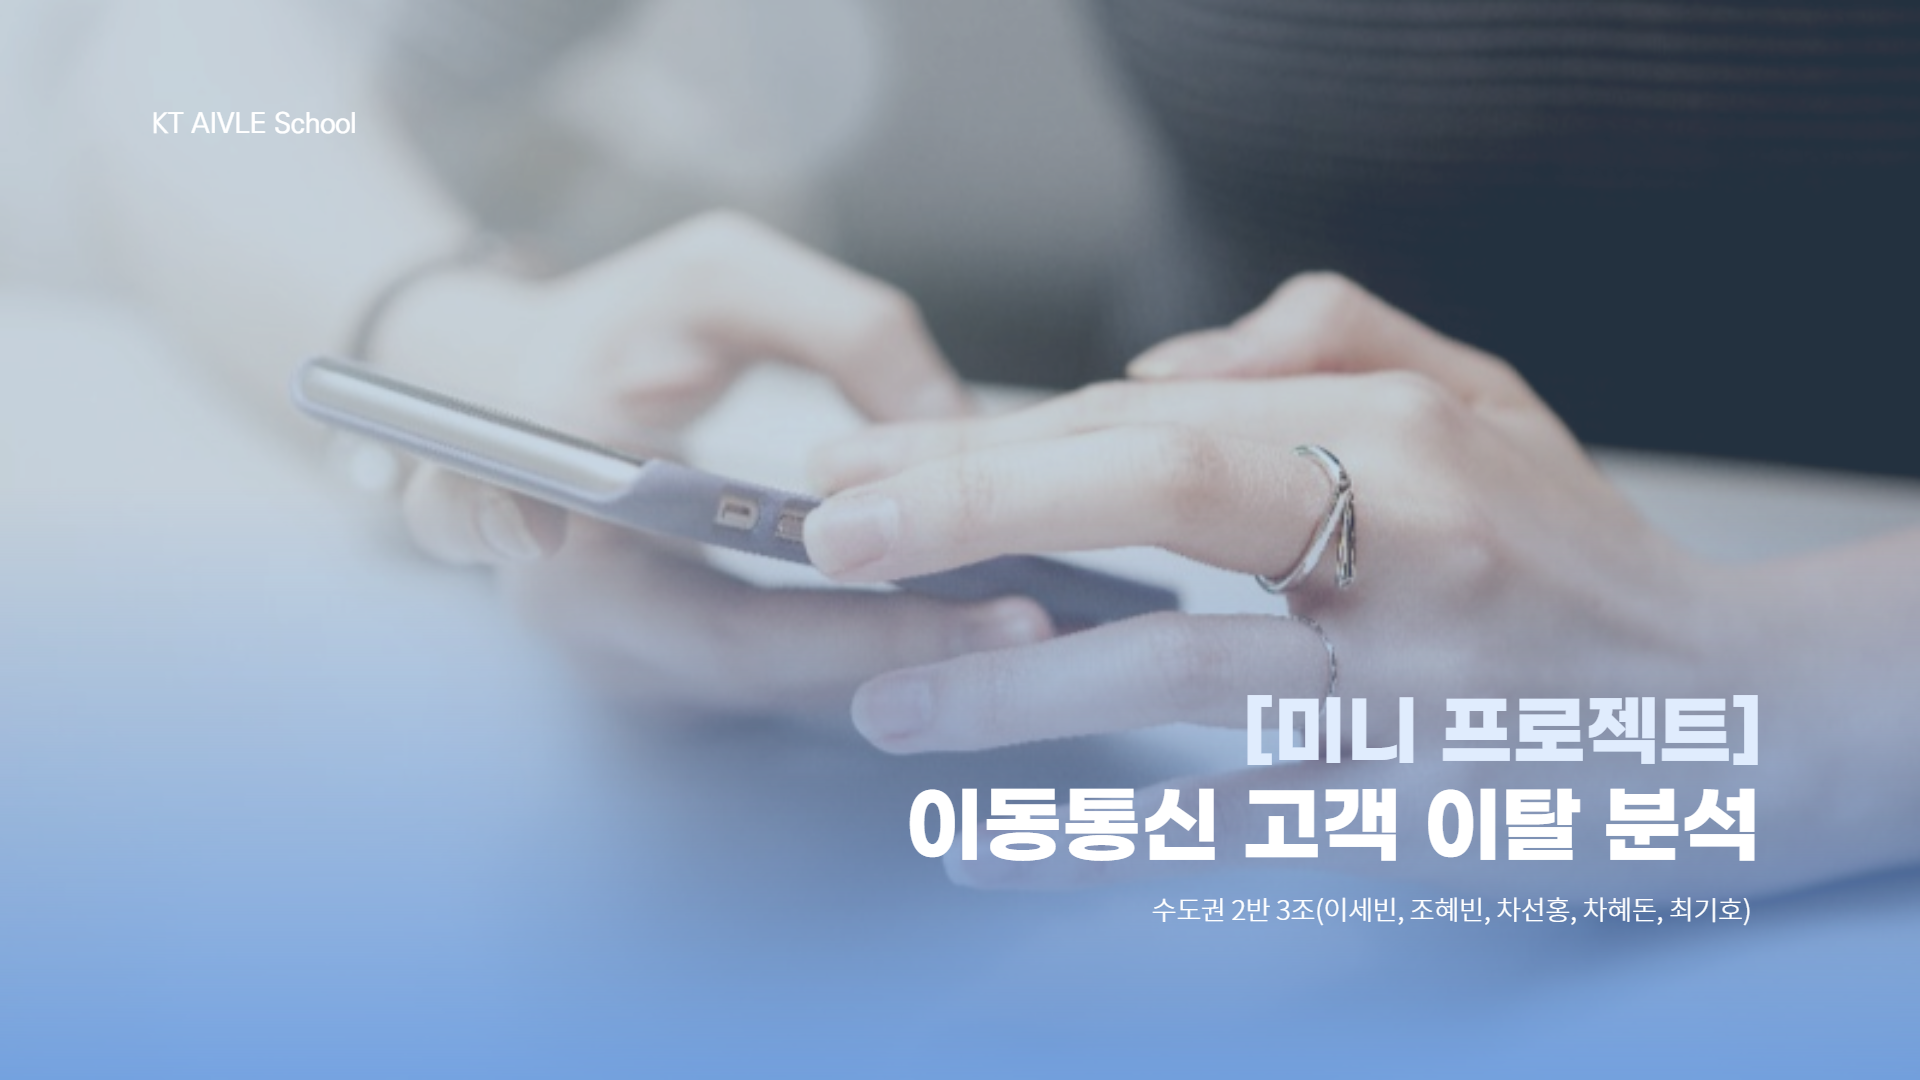 KT AIVLE School
[미니 프로젝트]
이동통신 고객 이탈 분석
수도권 2반 3조(이세빈, 조혜빈, 차선홍, 차혜돈, 최기호)